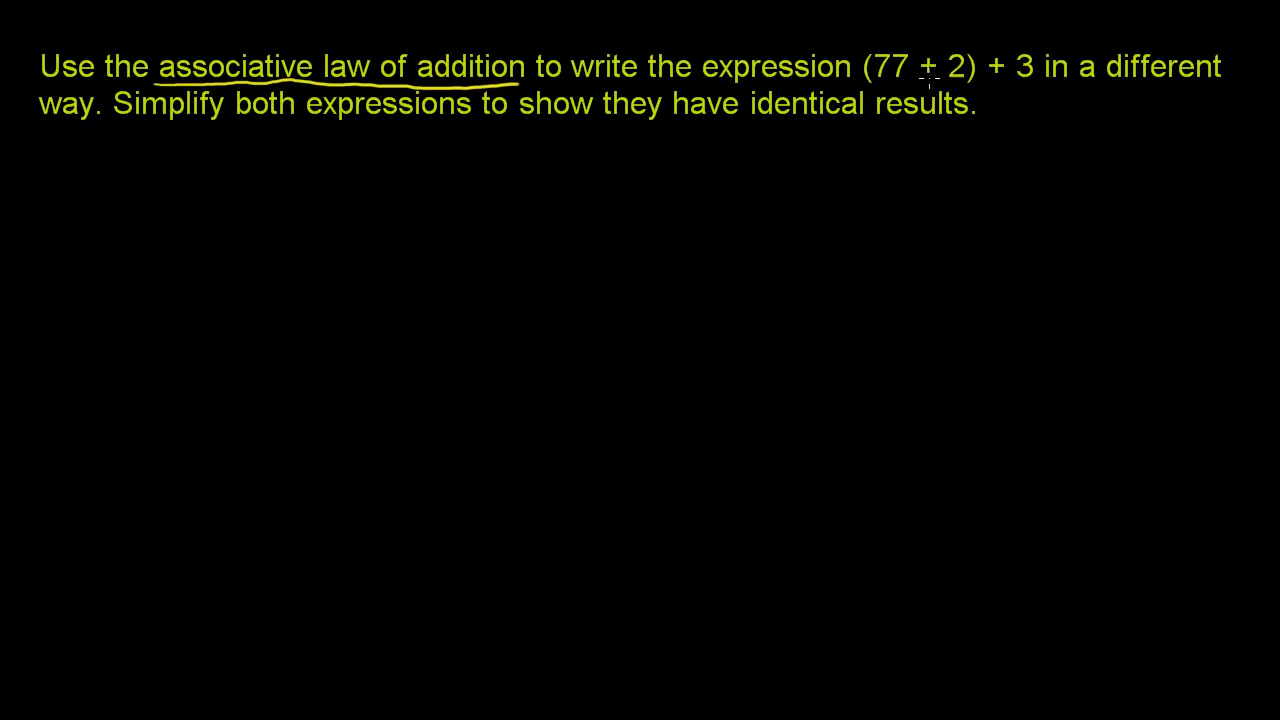 Use the associative law of addition to write the expression (77 + 2) + 3 in a different
way. Simplify both expressions to show they have identical results.